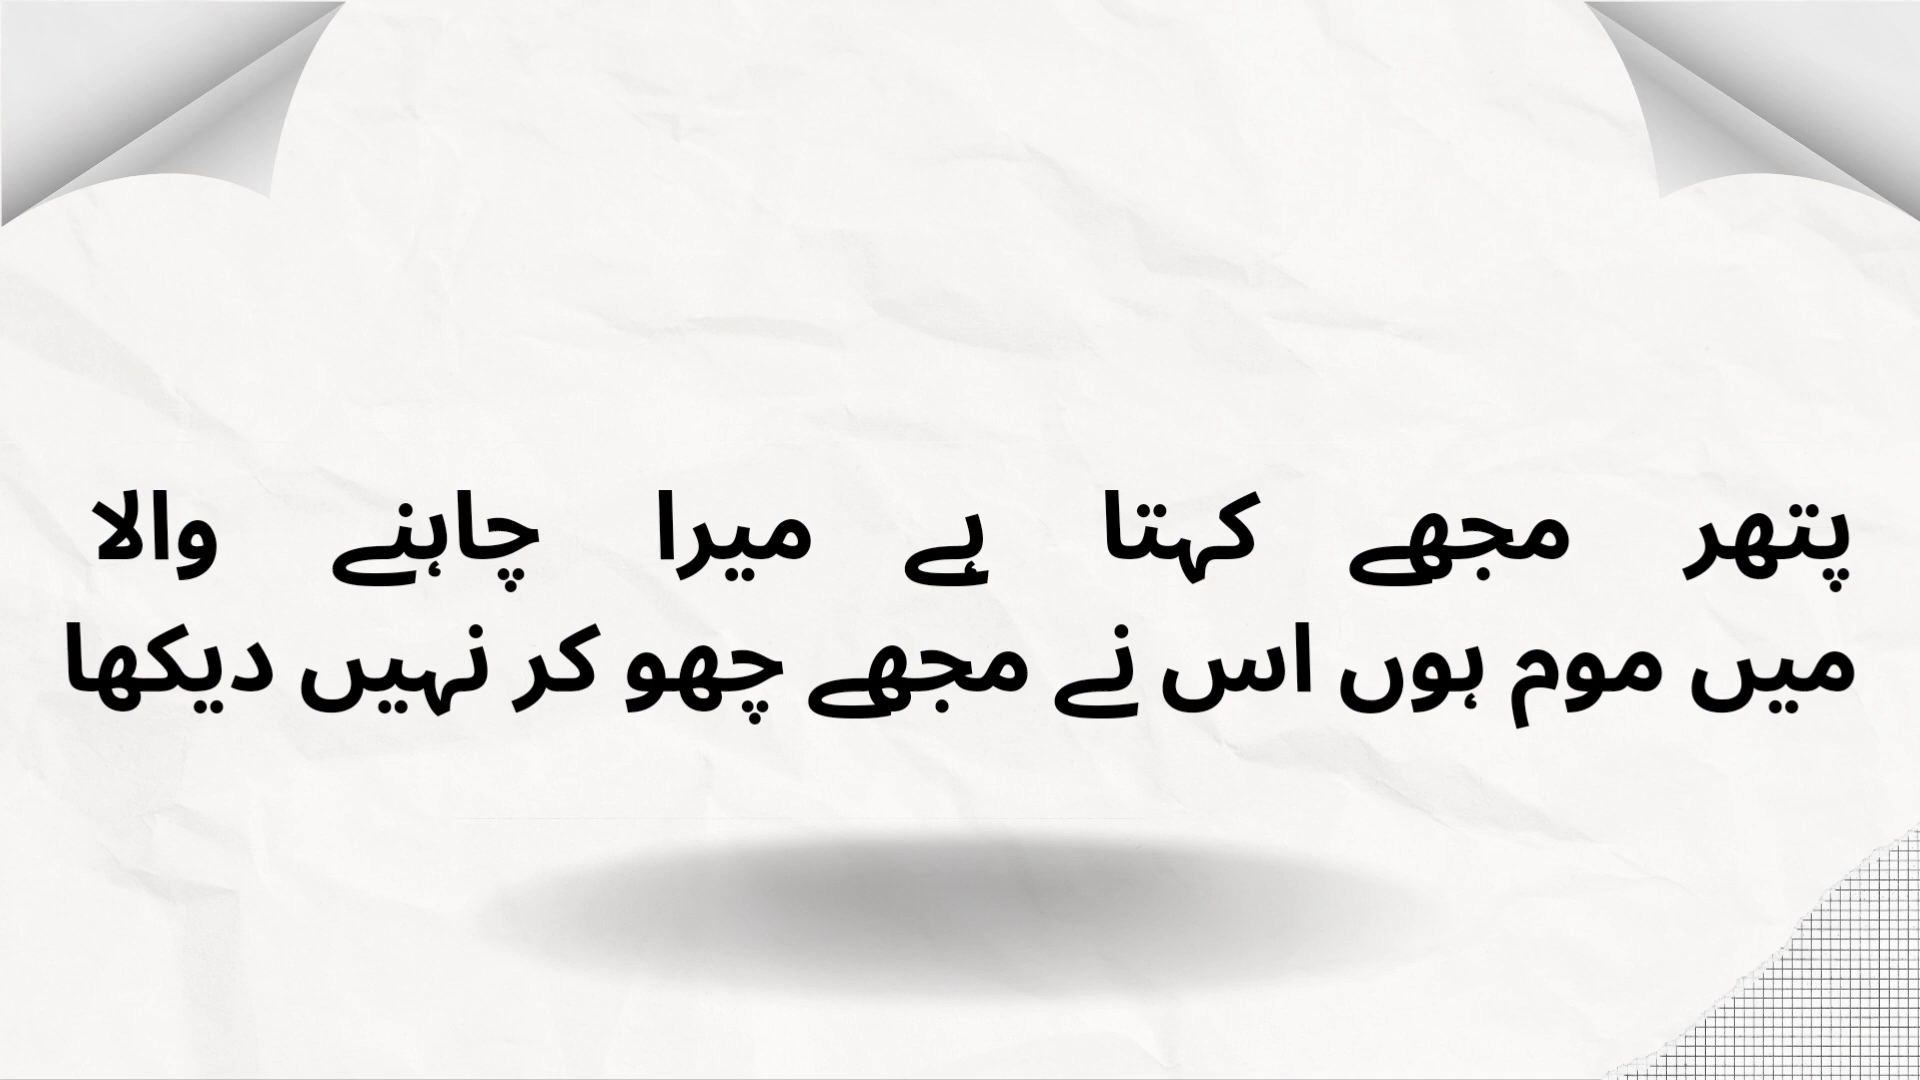 پتھر مجھے کہتا ہے میرا چاہنے والا
میں موم ہوں اس نے مجھے چھو کر نہیں دیکھا